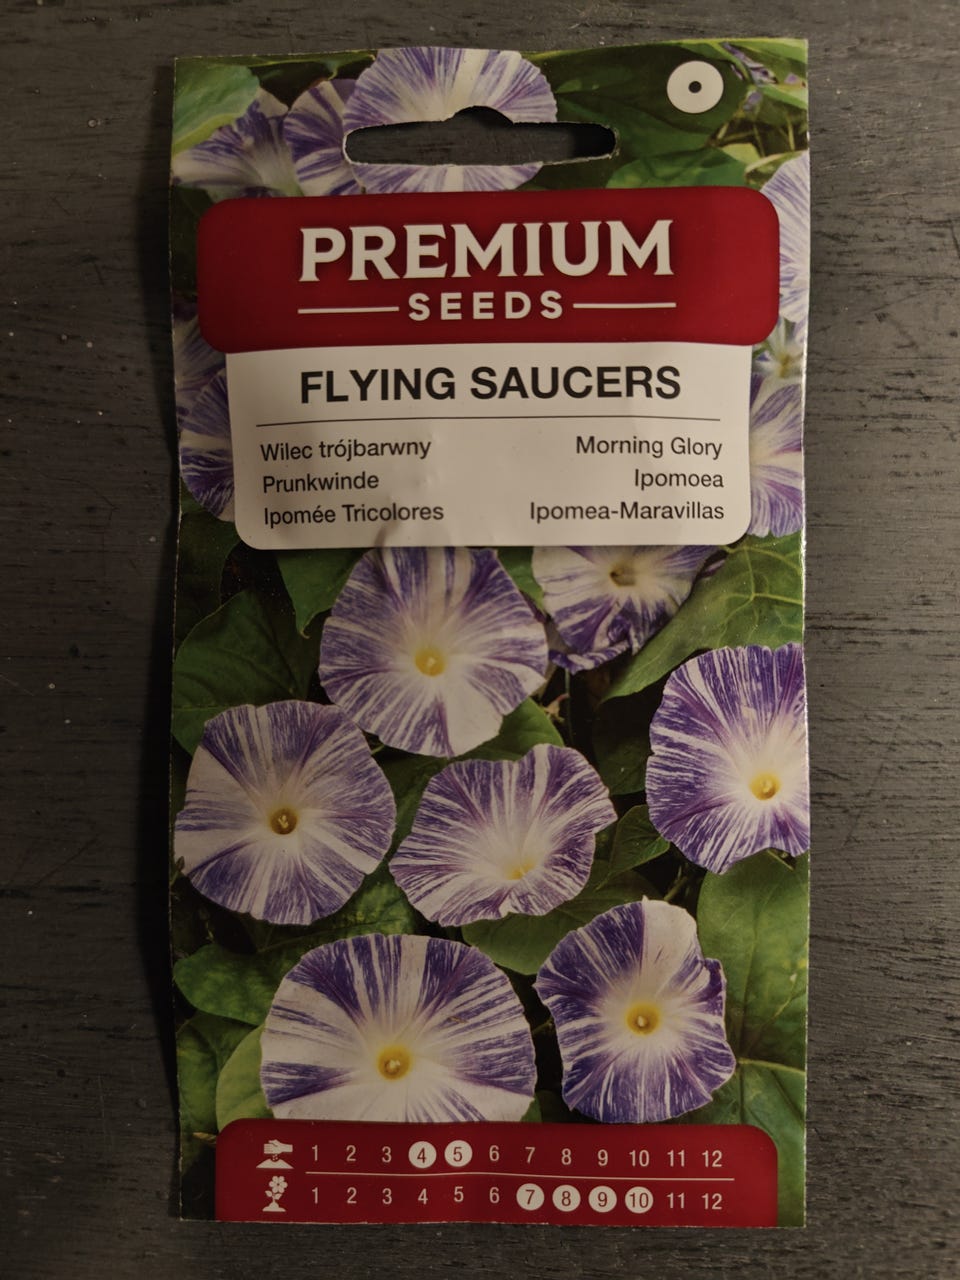 PREMIUM
SEEDS
FLYING SAUCERS
Wilec trójbarwny
Prunkwinde
Ipomée Tricolores
Morning Glory
Ipomoea
Ipomea-Maravillas
1 2 3 4 5 6 7 8 9 10 11 12
1 2 3 4 5 6 7 8 9 10 11 12